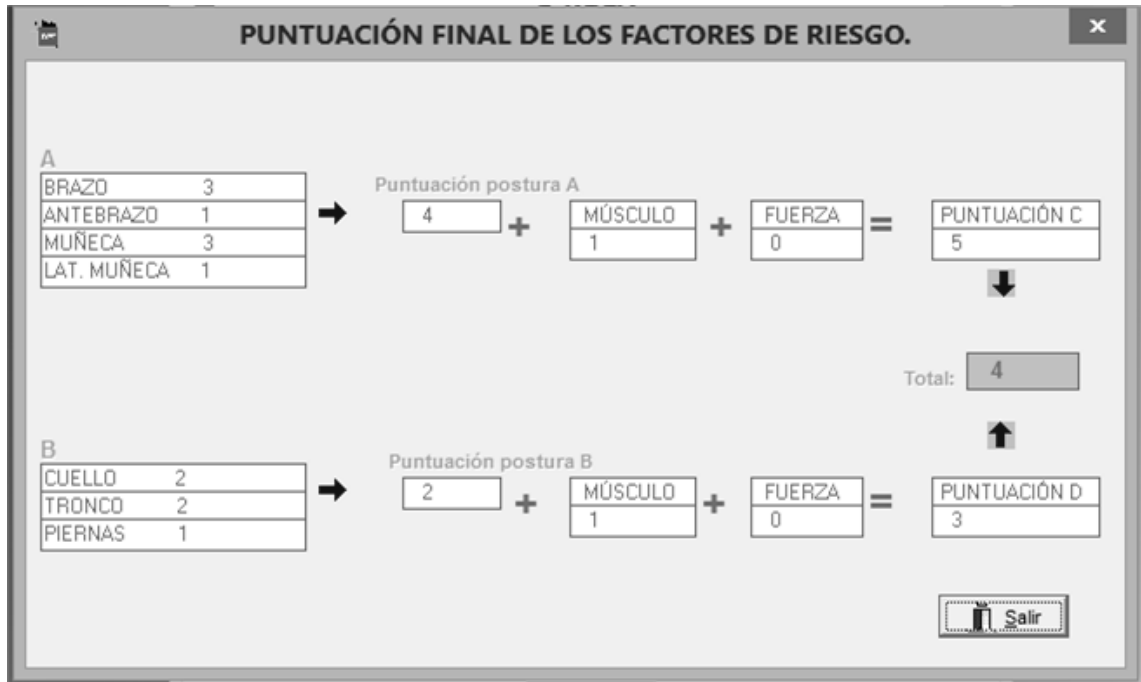 PUNTUACIÓN FINAL DE LOS FACTORES DE RIESGO.
x
A
BRAZO 3
ANTEBRAZO 1
MUÑECA 3
LAT. MUÑECA 1
Puntuación postura A
4 + MÚSCULO 1 + FUERZA 0 = PUNTUACIÓN C 5
Total: 4
B
CUELLO 2
TRONCO 2
PIERNAS 1
Puntuación postura B
2 + MÚSCULO 1 + FUERZA 0 = PUNTUACIÓN D 3
Salir